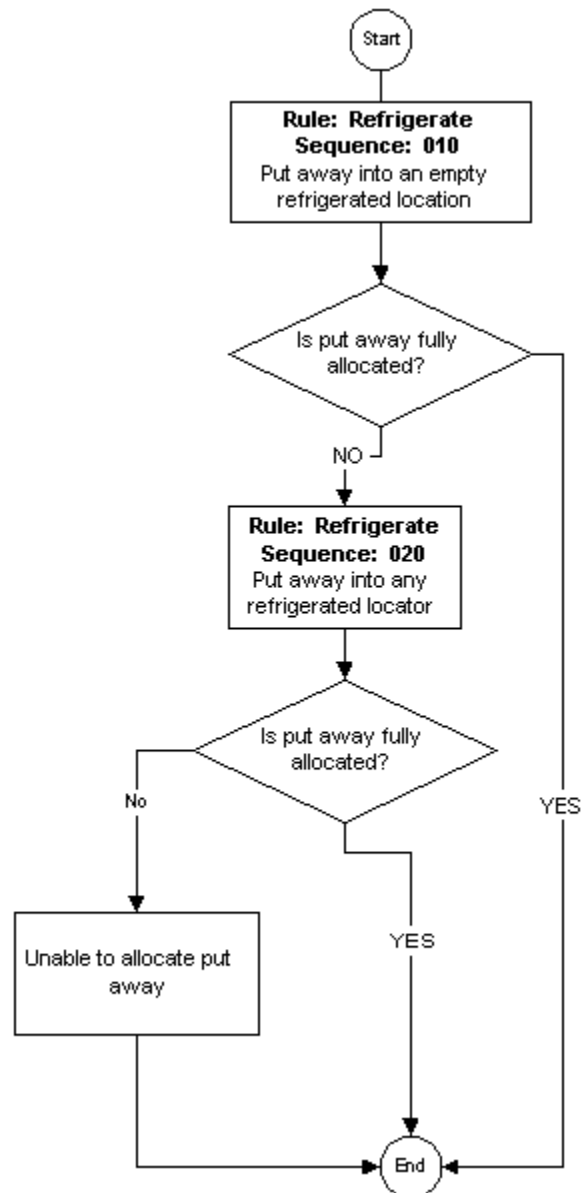 Start
Rule: Refrigerate
Sequence: 010
Put away into an empty
refrigerated location
Is put away fully
allocated?
NO
Rule: Refrigerate
Sequence: 020
Put away into any
refrigerated locator
Is put away fully
allocated?
No
YES
Unable to allocate put
away
YES
End